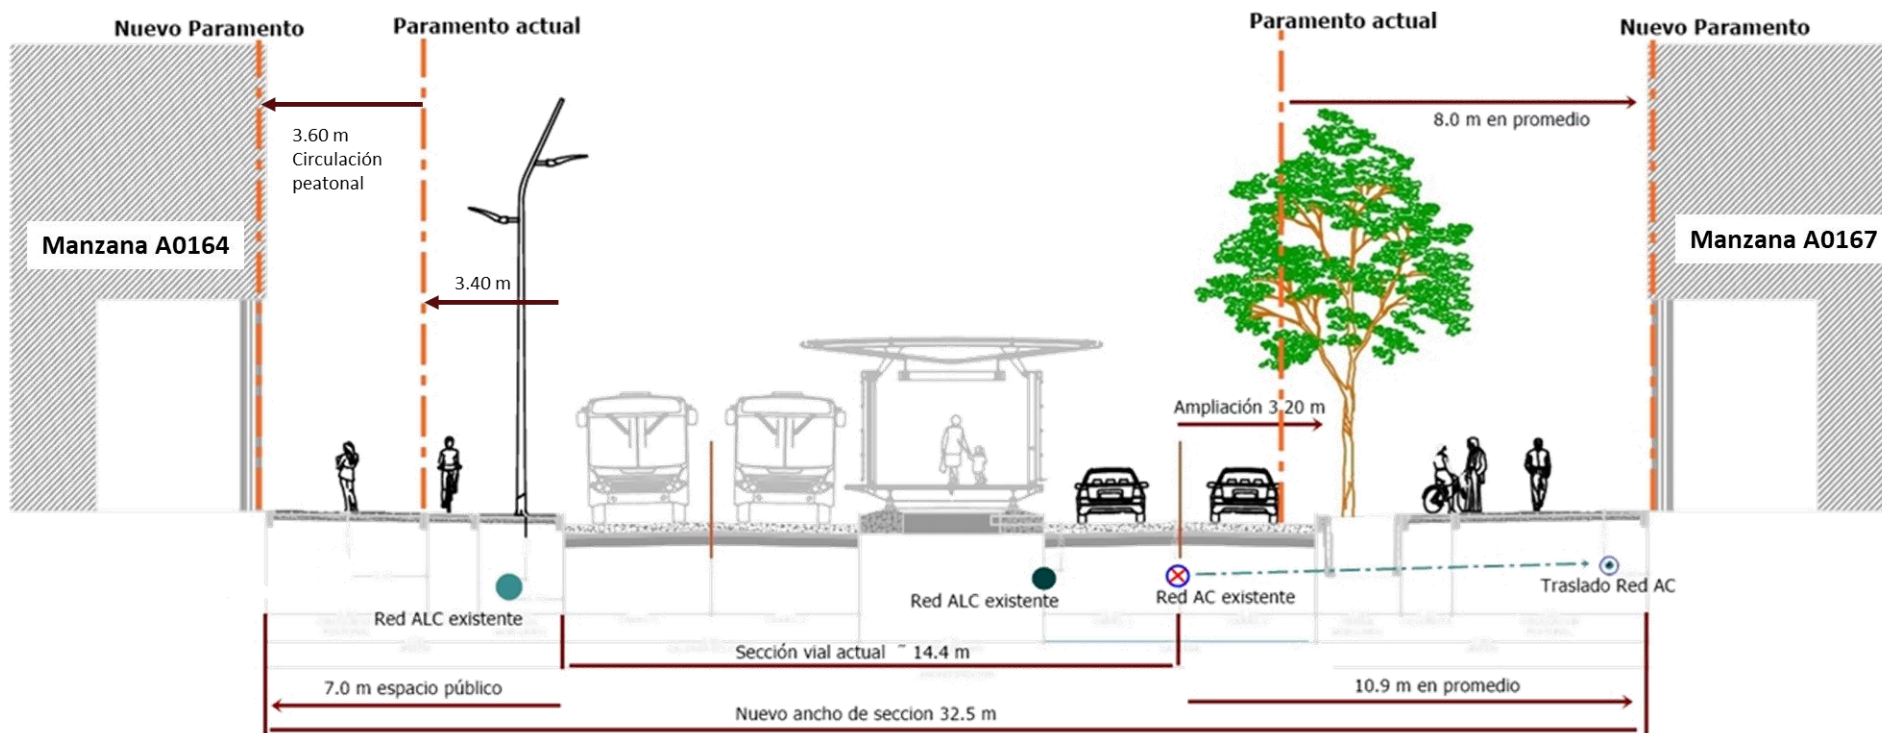 Nuevo Paramento
Paramento actual
Paramento actual
Nuevo Paramento
3.60 m
Circulación
peatonal
8.0 m en promedio
Manzana A0164
Manzana A0167
3.40 m
Ampliación 3.20 m
Red ALC existente
Red ALC existente
Red AC existente
Traslado Red AC
Sección vial actual ~ 14.4 m
7.0 m espacio público
10.9 m en promedio
Nuevo ancho de seccion 32.5 m